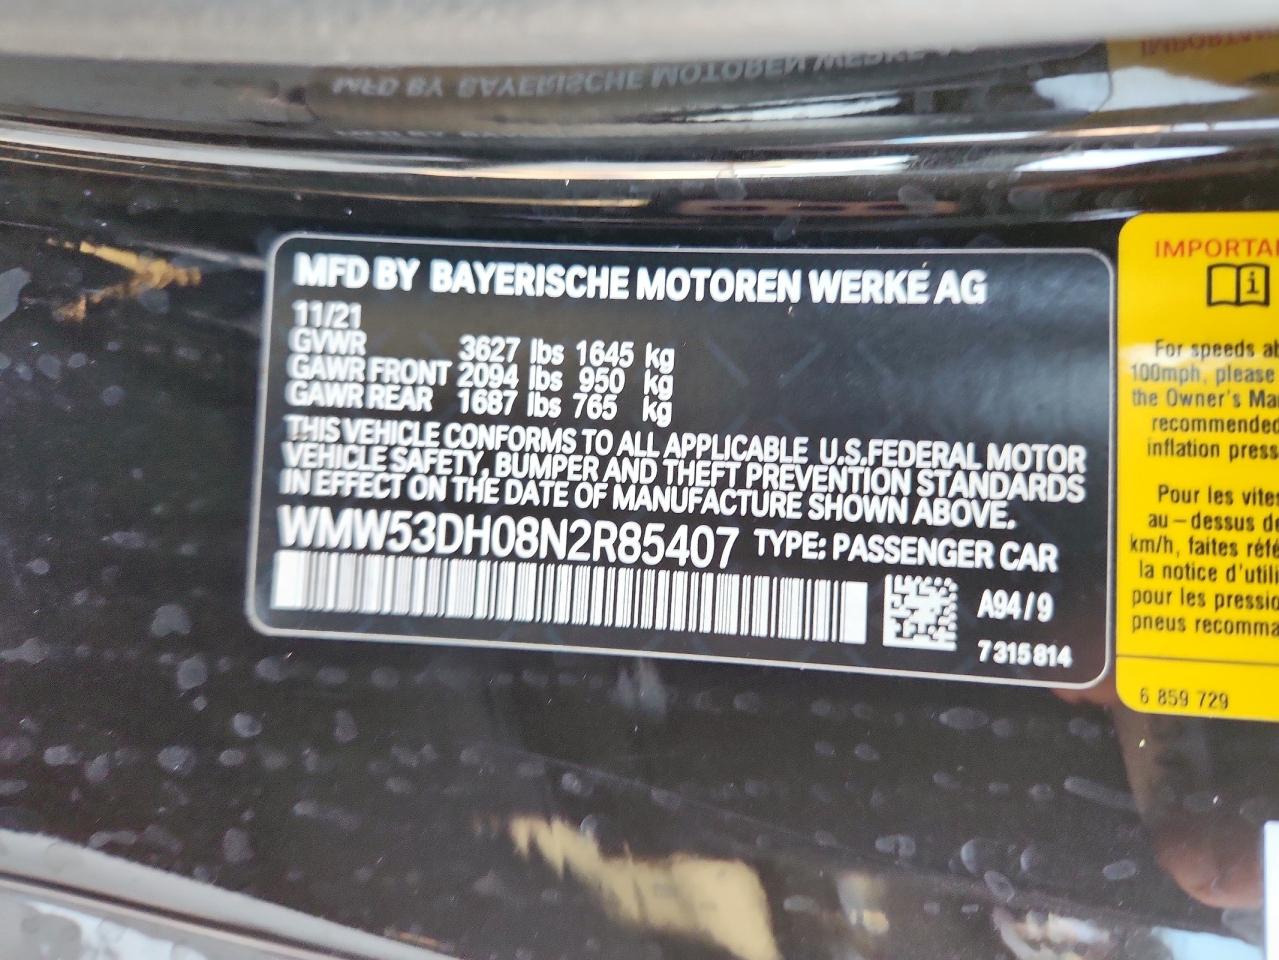 MFD BY BAYERISCHE MOTOREN WERKE AG
MFD BY BAYERISCHE MOTOREN WERKE AG
11/21
GVWR 3627 lbs 1645 kg
GAWR FRONT 2094 lbs 950 kg
GAWR REAR 1687 lbs 765 kg
THIS VEHICLE CONFORMS TO ALL APPLICABLE U.S.FEDERAL MOTOR
VEHICLE SAFETY, BUMPER AND THEFT PREVENTION STANDARDS
IN EFFECT ON THE DATE OF MANUFACTURE SHOWN ABOVE.
WMW53DH08N2R85407 TYPE: PASSENGER CAR
A94/9
7315814
IMPORTA
i
For speeds ab
100mph, please
the Owner's Ma
recommended
inflation press
Pour les vites
au-dessus d
km/h, faites réfé
la notice d'utili
pour les pressio
pneus recomma
6 859 729